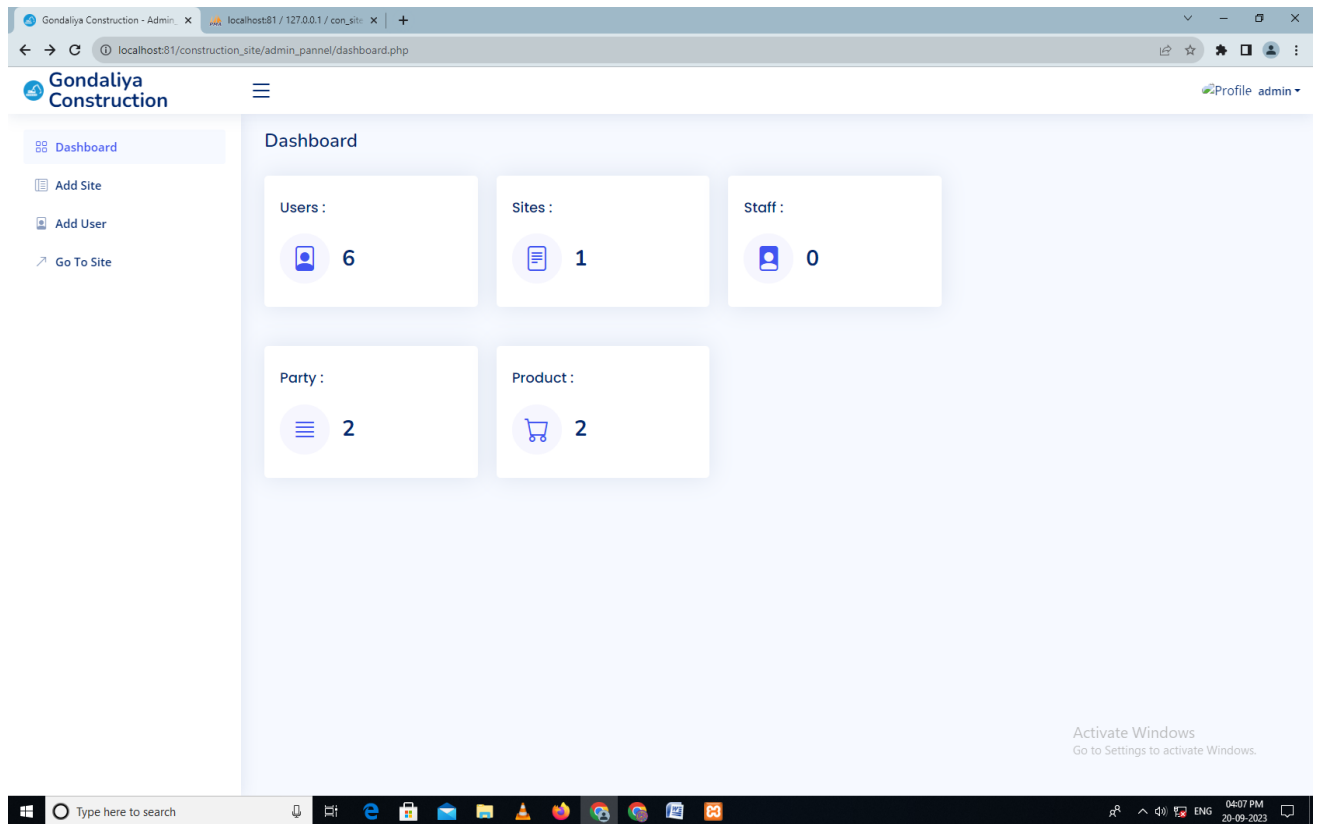 Gondaliya Construction - Admin_
localhost:81 / 127.0.0.1 / con_site
localhost:81/construction_site/admin_pannel/dashboard.php
Gondaliya
Construction
Profile admin
Dashboard
Add Site
Add User
Go To Site
Dashboard
Users :
6
Sites :
1
Staff :
0
Party :
2
Product :
2
Activate Windows
Go to Settings to activate Windows.
Type here to search
ENG
04:07 PM
20-09-2023